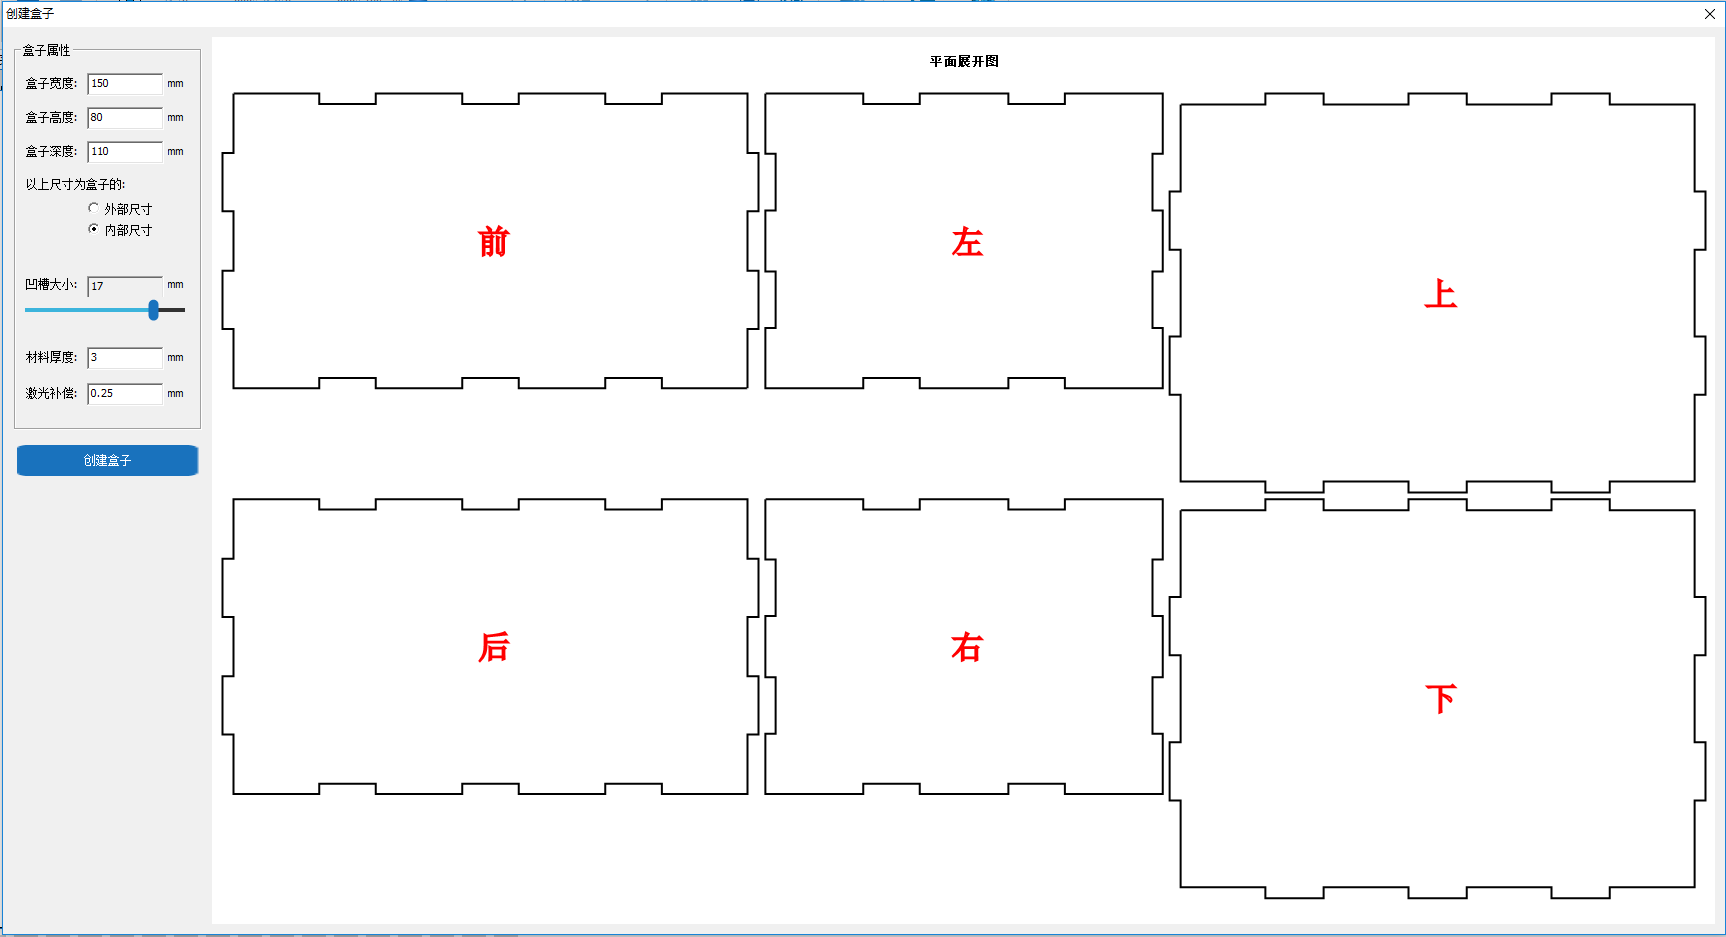 创建盒子
盒子属性
盒子宽度: 150 mm
盒子高度: 80 mm
盒子深度: 110 mm
以上尺寸为盒子的:
外部尺寸
内部尺寸
凹槽大小: 17 mm
材料厚度: 3 mm
激光补偿: 0.25 mm
创建盒子
平面展开图
前
左
上
后
右
下